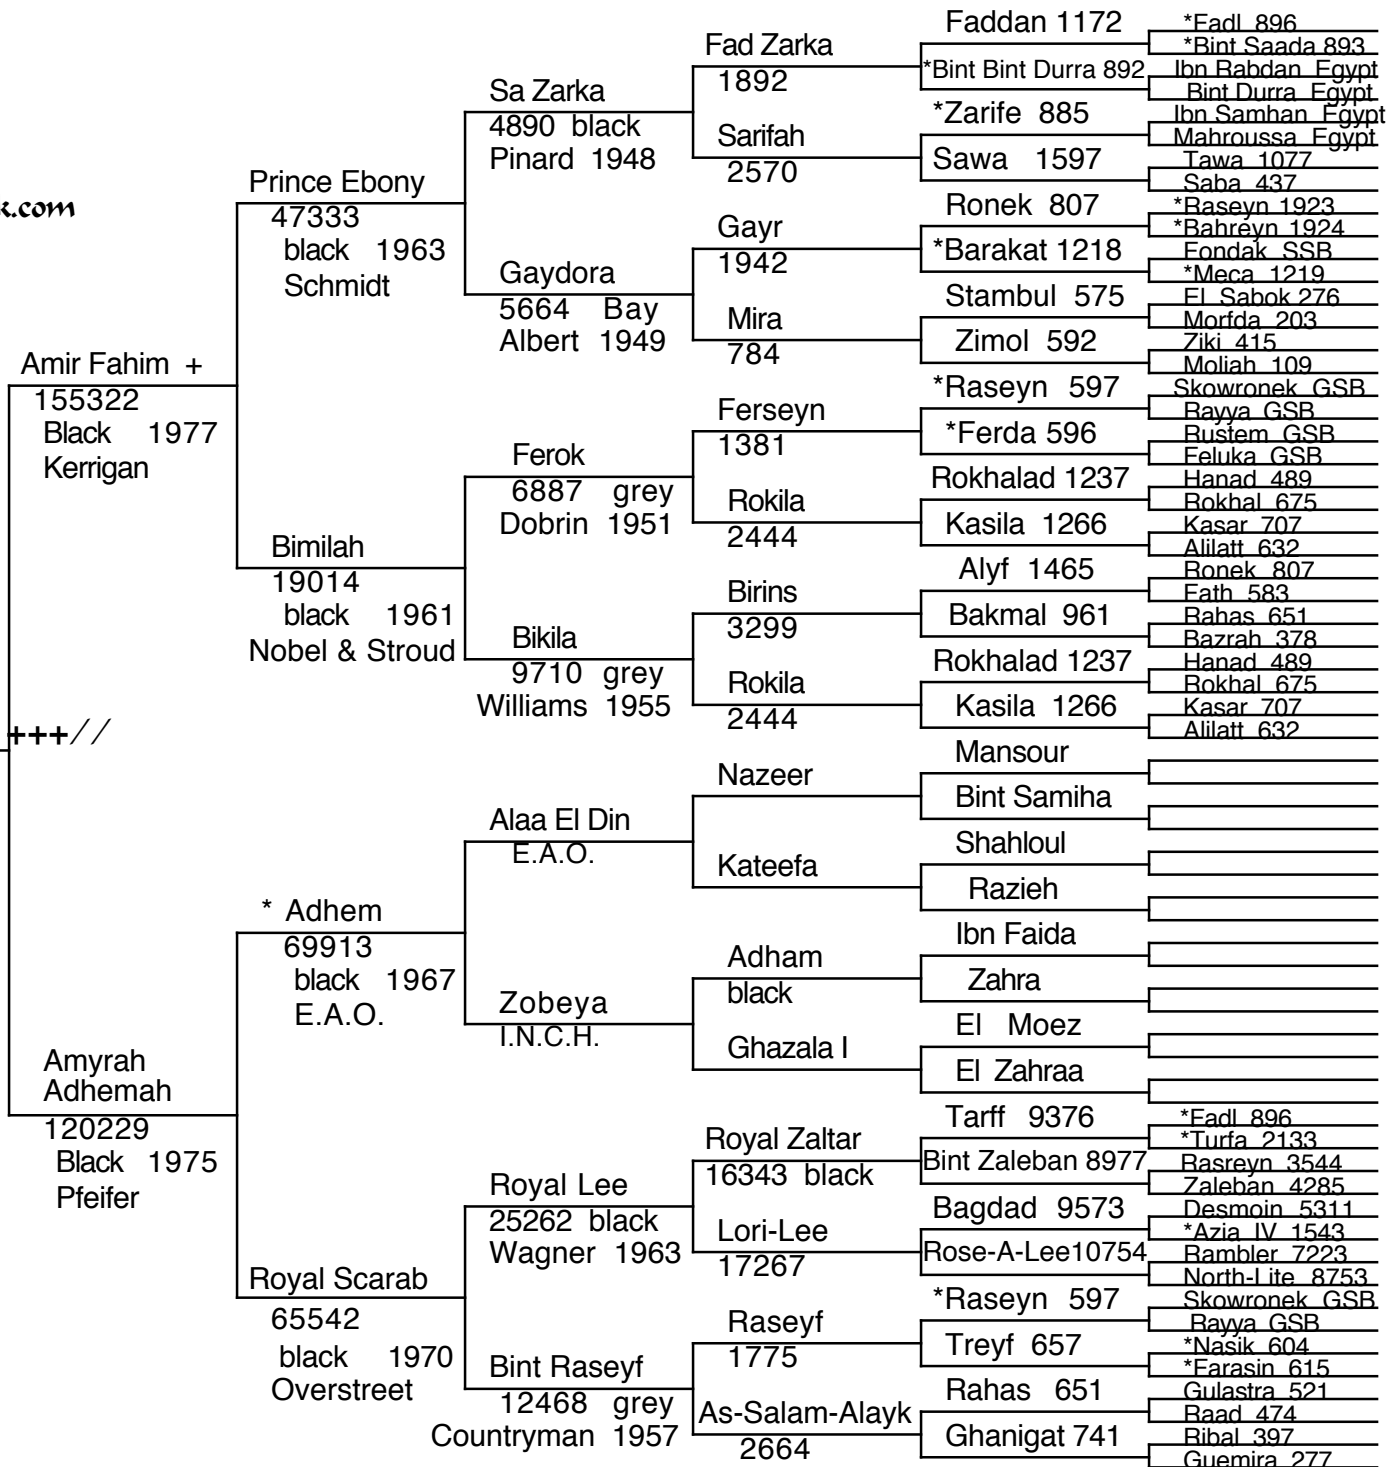 k.com
+++//
Amir Fahim +
155322
Black 1977
Kerrigan
Amyrah
Adhemah
120229
Black 1975
Pfeifer
Prince Ebony
47333
black 1963
Schmidt
Bimilah
19014
black 1961
Nobel & Stroud
* Adhem
69913
black 1967
E.A.O.
Royal Scarab
65542
black 1970
Overstreet
Sa Zarka
4890 black
Pinard 1948
Gaydora
5664 Bay
Albert 1949
Ferok
6887 grey
Dobrin 1951
Bikila
9710 grey
Williams 1955
Alaa El Din
E.A.O.
Zobeya
I.N.C.H.
Royal Lee
25262 black
Wagner 1963
Bint Raseyf
12468 grey
Countryman 1957
Fad Zarka
1892
Sarifah
2570
Gayr
1942
Mira
784
Ferseyn
1381
Rokila
2444
Birins
3299
Rokila
2444
Nazeer
Kateefa
Adham
black
Ghazala I
Royal Zaltar
16343 black
Lori-Lee
17267
Raseyf
1775
As-Salam-Alayk
2664
Faddan 1172
*Bint Bint Durra 892
*Zarife 885
Sawa 1597
Ronek 807
*Barakat 1218
Stambul 575
Zimol 592
*Raseyn 597
*Ferda 596
Rokhalad 1237
Kasila 1266
Alyf 1465
Bakmal 961
Rokhalad 1237
Kasila 1266
Mansour
Bint Samiha
Shahloul
Razieh
Ibn Faida
Zahra
El Moez
El Zahraa
Tarff 9376
Bint Zaleban 8977
Bagdad 9573
Rose-A-Lee10754
*Raseyn 597
Treyf 657
Rahas 651
Ghanigat 741
*Fadl 896
*Bint Saada 893
Ibn Rabdan Egypt
Bint Durra Egypt
Ibn Samhan Egypt
Mahroussa Egypt
Tawa 1077
Saba 437
*Raseyn 1923
*Bahreyn 1924
Fondak SSB
*Meca 1219
El Sabok 276
Morfda 203
Ziki 415
Moliah 109
Skowronek GSB
Rayya GSB
Rustem GSB
Feluka GSB
Hanad 489
Rokhal 675
Kasar 707
Alilatt 632
Ronek 807
Fath 583
Rahas 651
Bazrah 378
Hanad 489
Rokhal 675
Kasar 707
Alilatt 632
*Fadl 896
*Turfa 2133
Rasreyn 3544
Zaleban 4285
Desmoin 5311
*Azia IV 1543
Rambler 7223
North-Lite 8753
Skowronek GSB
Rayya GSB
*Nasik 604
*Farasin 615
Gulastra 521
Raad 474
Ribal 397
Guemira 277